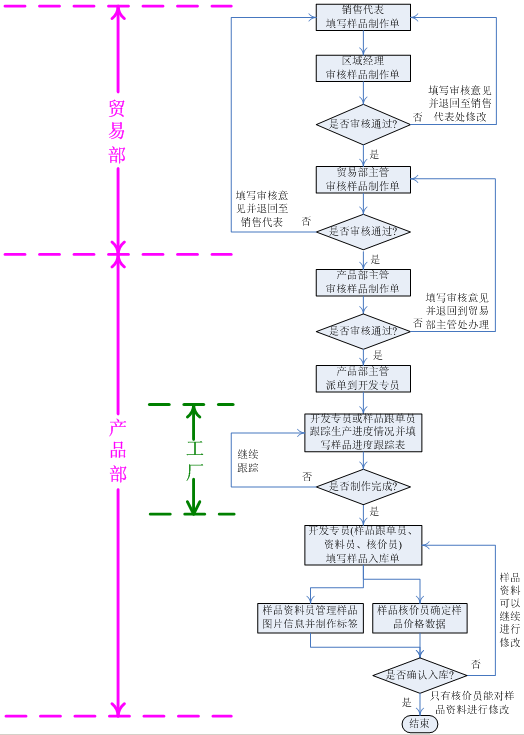 销售代表
填写样品制作单
区域经理
审核样品制作单
填写审核意见
并退回至销售
代表处修改
是否审核通过?
否
是
贸易部
贸易部主管
审核样品制作单
填写审核意
见并退回至
销售代表
否
是否审核通过?
是
产品部主管
审核样品制作单
填写审核意见
并退回到贸易
部主管处办理
是否审核通过?
否
是
产品部主管
派单到开发专员
产品部
工厂
开发专员或样品跟单员
跟踪生产进度情况并填
写样品进度跟踪表
继续
跟踪
否
是否制作完成?
是
开发专员(样品跟单员、
资料员、核价员)
填写样品入库单
样品
资料
可以
继续
进行
修改
样品资料员管理样品
图片信息并制作标签
样品核价员确定样
品价格数据
是否确认入库?
否
是
只有核价员能对样
品资料进行修改
结束